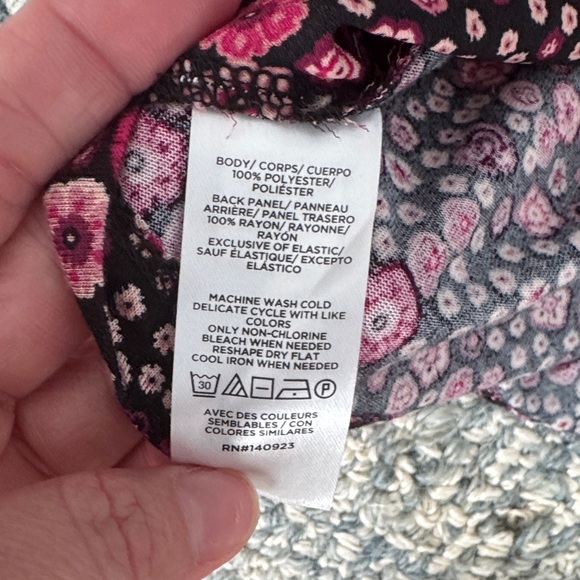 BODY/ CORPS/ CUERPO
100% POLYESTER/
POLIÉSTER
BACK PANEL/ PANNEAU
ARRIÈRE/ PANEL TRASERO
100% RAYON/ RAYONNE/
RAYÓN
EXCLUSIVE OF ELASTIC/
SAUF ÉLASTIQUE/ EXCEPTO
ELÁSTICO
MACHINE WASH COLD
DELICATE CYCLE WITH LIKE
COLORS
ONLY NON-CHLORINE
BLEACH WHEN NEEDED
RESHAPE DRY FLAT
COOL IRON WHEN NEEDED
30 P
AVEC DES COULEURS
SEMBLABLES / CON
COLORES SIMILARES
RN#140923